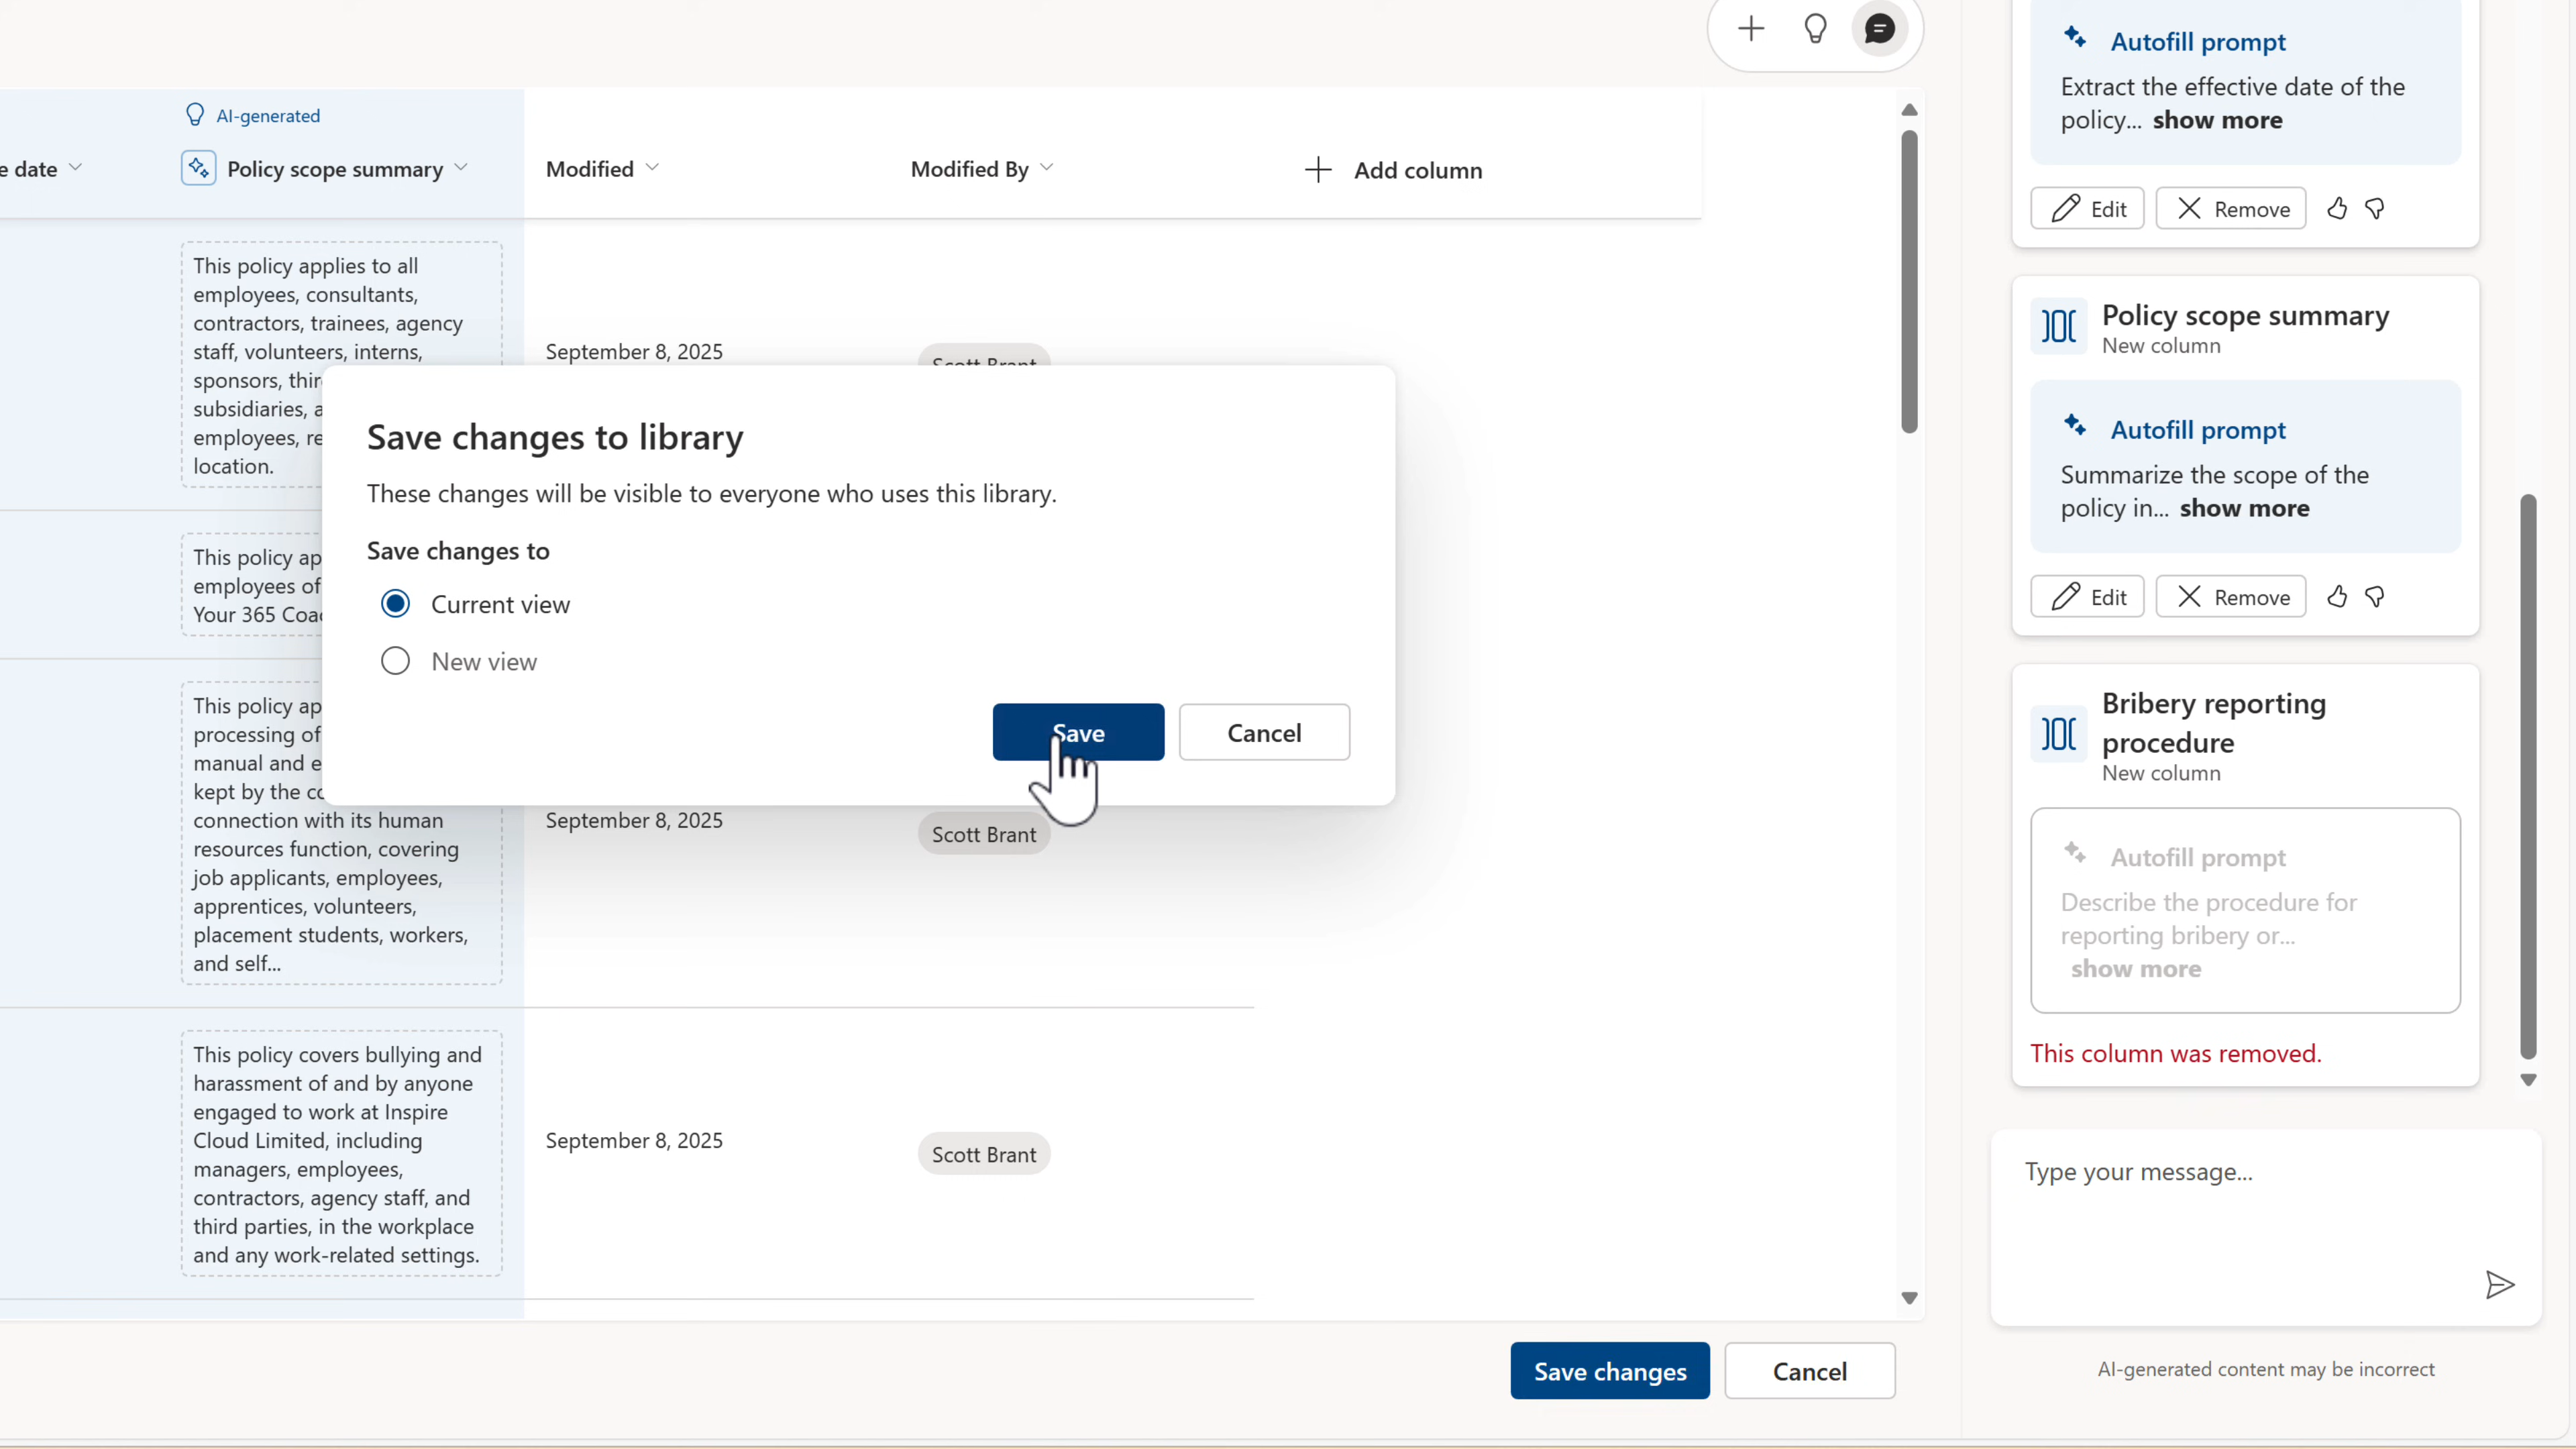 AI-generated
e date
Policy scope summary
Modified
Modified By
Add column
This policy applies to all
employees, consultants,
contractors, trainees, agency
staff, volunteers, interns,
sponsors, thir
subsidiaries, a
employees, re
location.
September 8, 2025
Scott Brant
This policy ap
employees of
Your 365 Coa
This policy ap
processing of
manual and e
kept by the co
connection with its human
resources function, covering
job applicants, employees,
apprentices, volunteers,
placement students, workers,
and self...
September 8, 2025
Scott Brant
This policy covers bullying and
harassment of and by anyone
engaged to work at Inspire
Cloud Limited, including
managers, employees,
contractors, agency staff, and
third parties, in the workplace
and any work-related settings.
September 8, 2025
Scott Brant
Save changes to library
These changes will be visible to everyone who uses this library.
Save changes to
Current view
New view
Save
Cancel
Save changes
Cancel
Autofill prompt
Extract the effective date of the
policy... show more
Edit
Remove
Policy scope summary
New column
Autofill prompt
Summarize the scope of the
policy in... show more
Edit
Remove
Bribery reporting
procedure
New column
Autofill prompt
Describe the procedure for
reporting bribery or...
show more
This column was removed.
Type your message...
AI-generated content may be incorrect